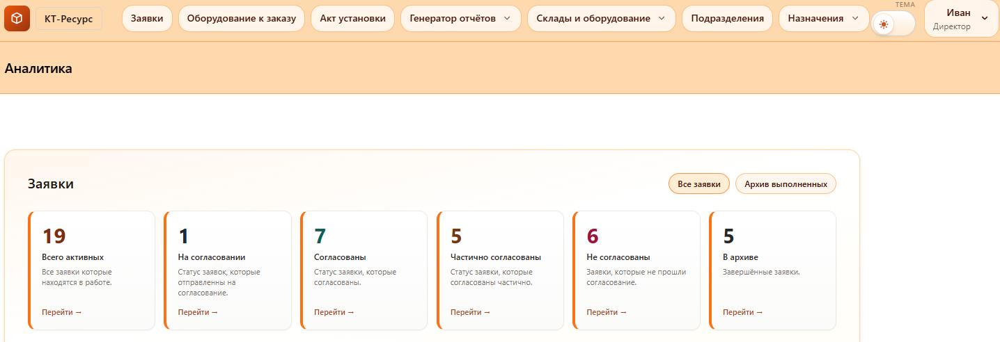 КТ-Ресурс
Заявки
Оборудование к заказу
Акт установки
Генератор отчётов
Склады и оборудование
Подразделения
Назначения
ТЕМА
Иван
Директор
Аналитика
Заявки
Все заявки
Архив выполненных
19
Всего активных
Все заявки которые
находятся в работе.
Перейти →
1
На согласовании
Статус заявок, которые
отправленны на
согласование.
Перейти →
7
Согласованы
Статус заявки, которые
согласованы.
Перейти →
5
Частично согласованы
Статус заявки, которые
согласованы частично.
Перейти →
6
Не согласованы
Заявки, которые не прошли
согласование.
Перейти →
5
В архиве
Завершённые заявки.
Перейти →